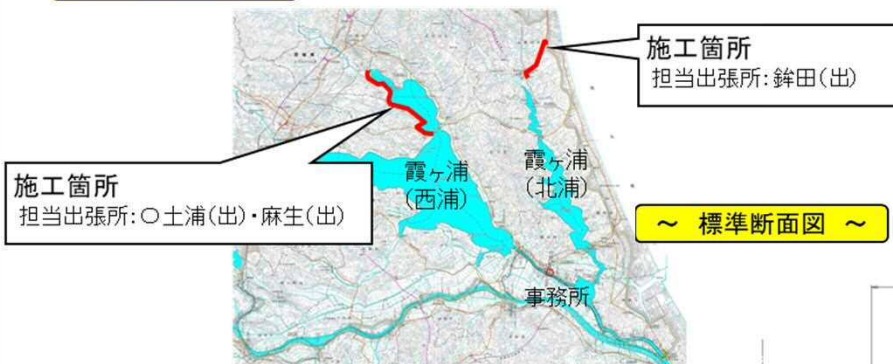 施工箇所
担当出張所:鉾田(出)
施工箇所
担当出張所:○土浦(出)・麻生(出)
霞ヶ浦
(西浦)
霞ヶ浦
(北浦)
~ 標準断面図 ~
事務所